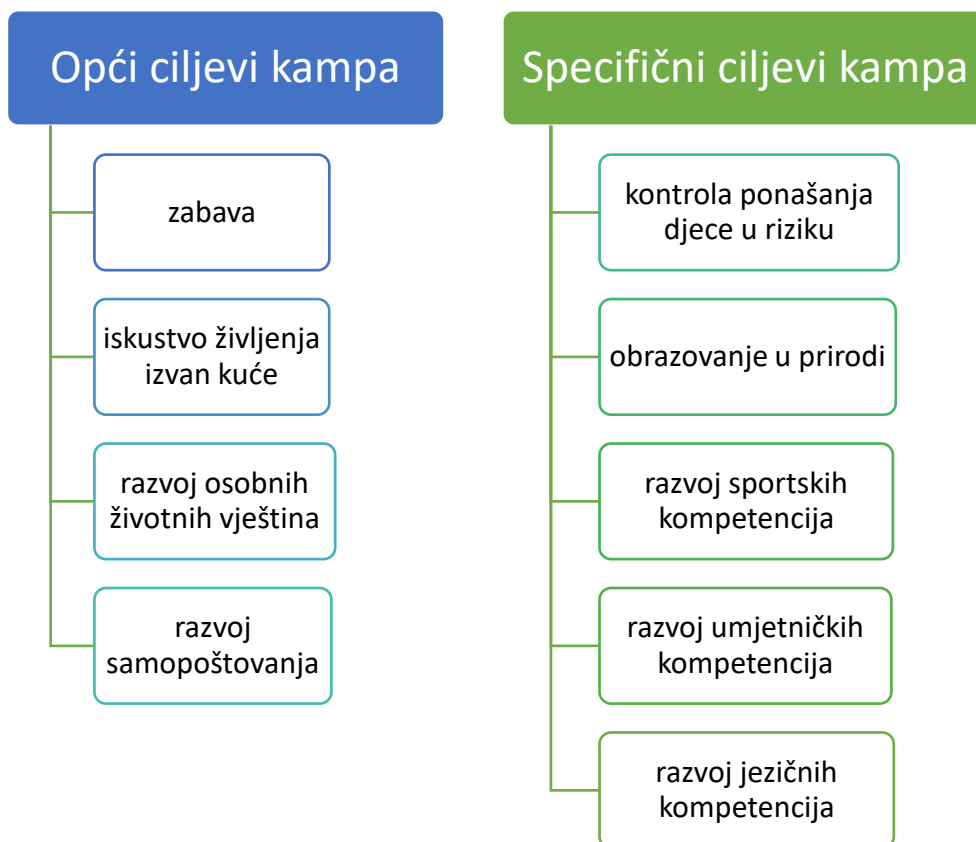 Opći ciljevi kampa
zabava
iskustvo življenja
izvan kuće
razvoj osobnih
životnih vještina
razvoj
samopoštovanja
Specifični ciljevi kampa
kontrola ponašanja
djece u riziku
obrazovanje u prirodi
razvoj sportskih
kompetencija
razvoj umjetničkih
kompetencija
razvoj jezičnih
kompetencija